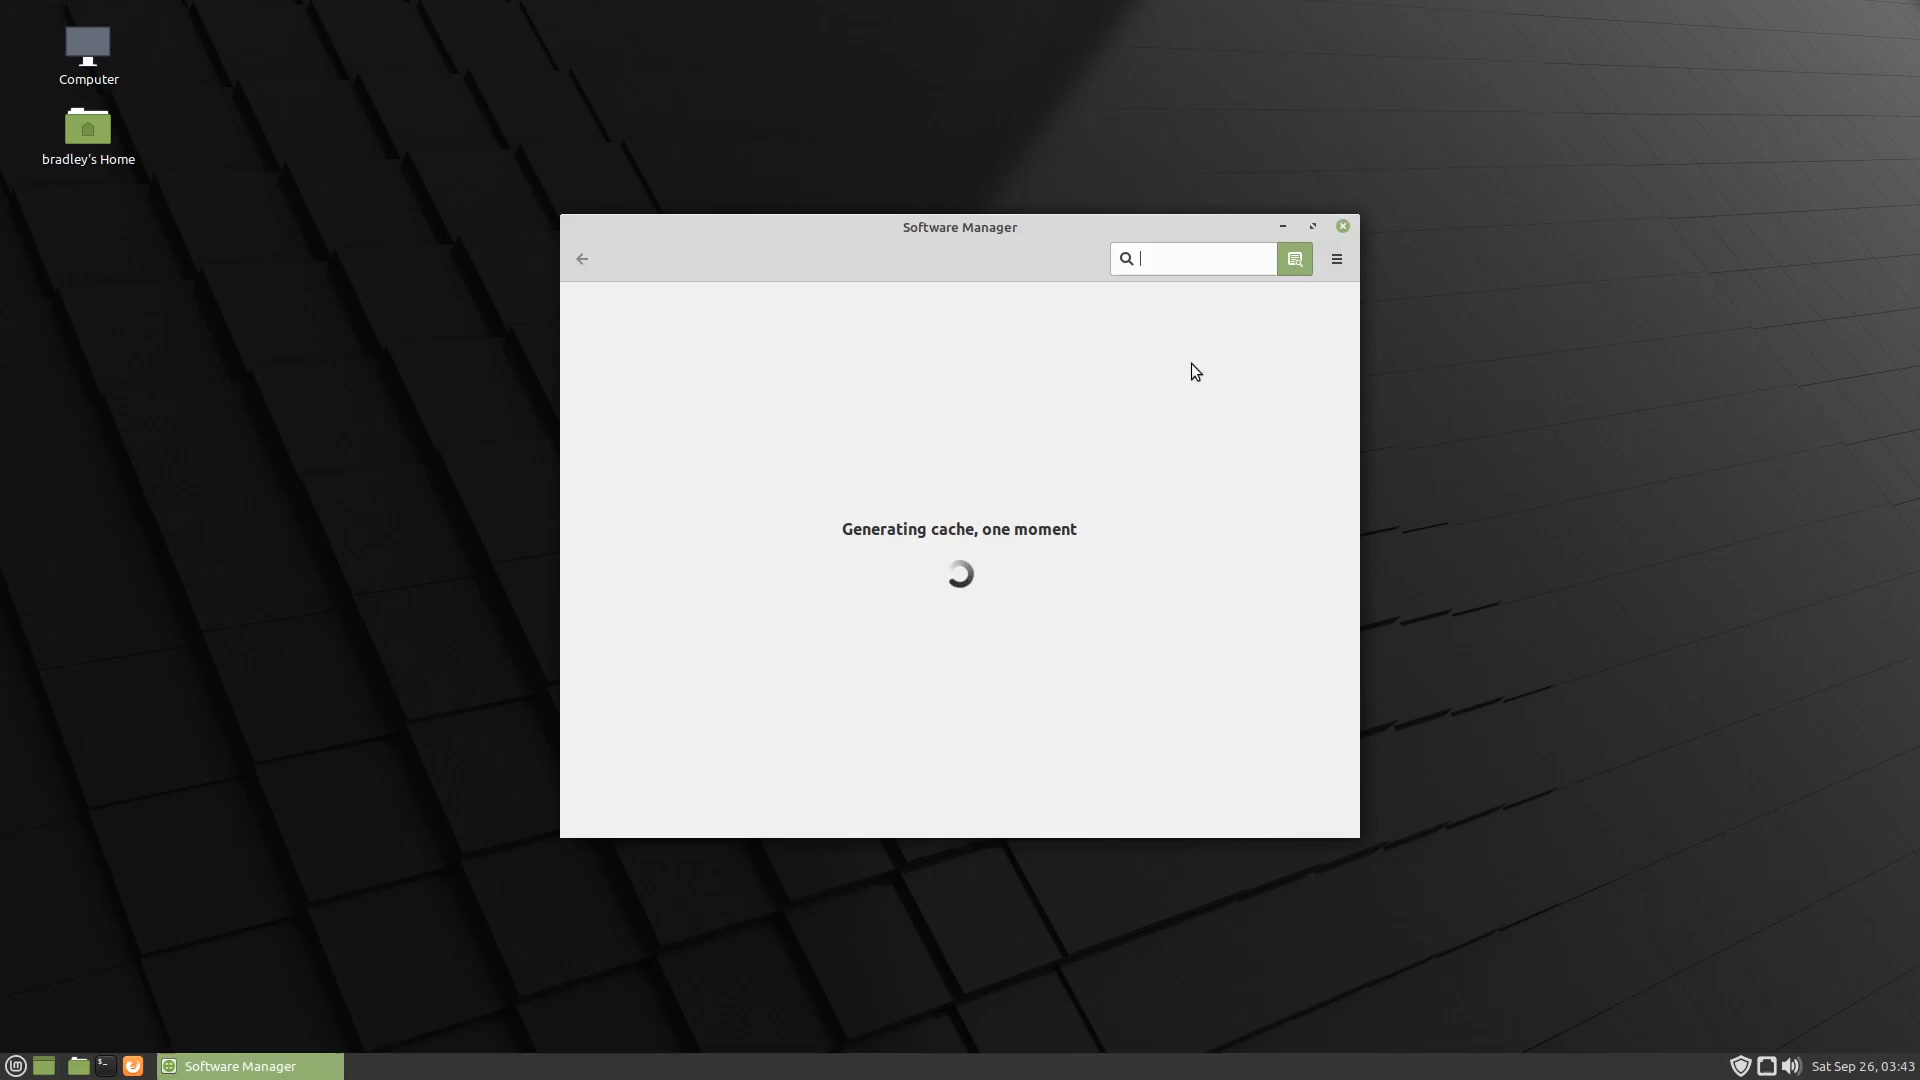 Computer
bradley's Home
Software Manager
Generating cache, one moment
Software Manager
Sat Sep 26, 03:43